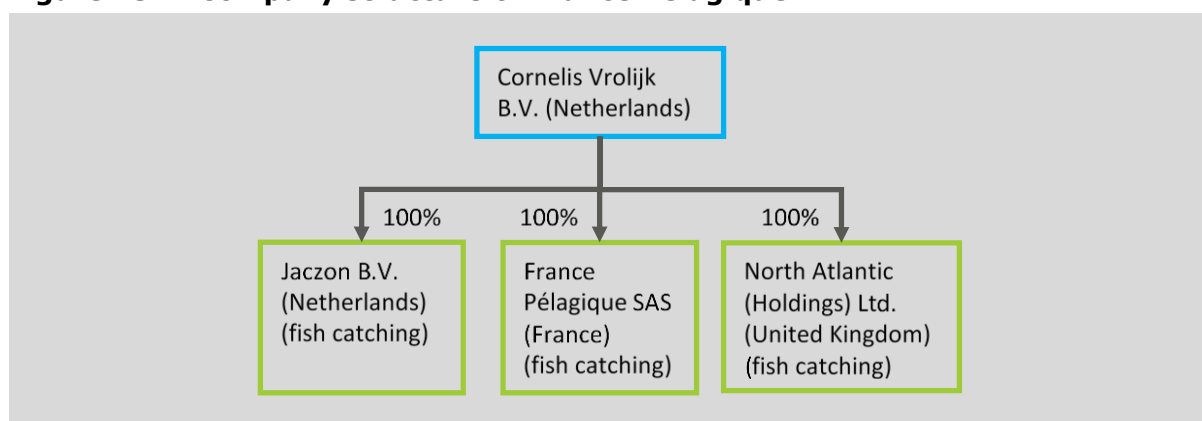 Cornelis Vrolijk
B.V. (Netherlands)
100%
100%
100%
Jaczon B.V.
(Netherlands)
(fish catching)
France
Pélagique SAS
(France)
(fish catching)
North Atlantic
(Holdings) Ltd.
(United Kingdom)
(fish catching)